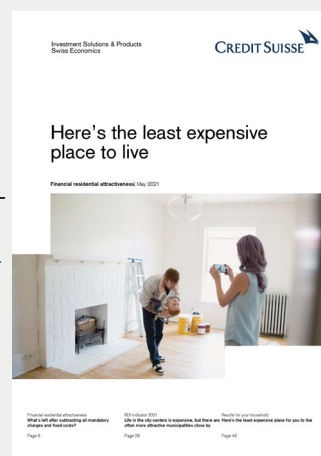 Investment Solutions & Products
Swiss Economics
CREDIT SUISSE
Here's the least expensive
place to live
Financial residential attractiveness | May 2021
Financial residential attractiveness
What's left after subtracting all mandatory
charges and fixed costs?
Page 9
RDI indicator 2021
Life in the city centers is expensive, but there are
often more attractive municipalities close by
Page 28
Results for your household
Here's the least expensive place for you to live
Page 46